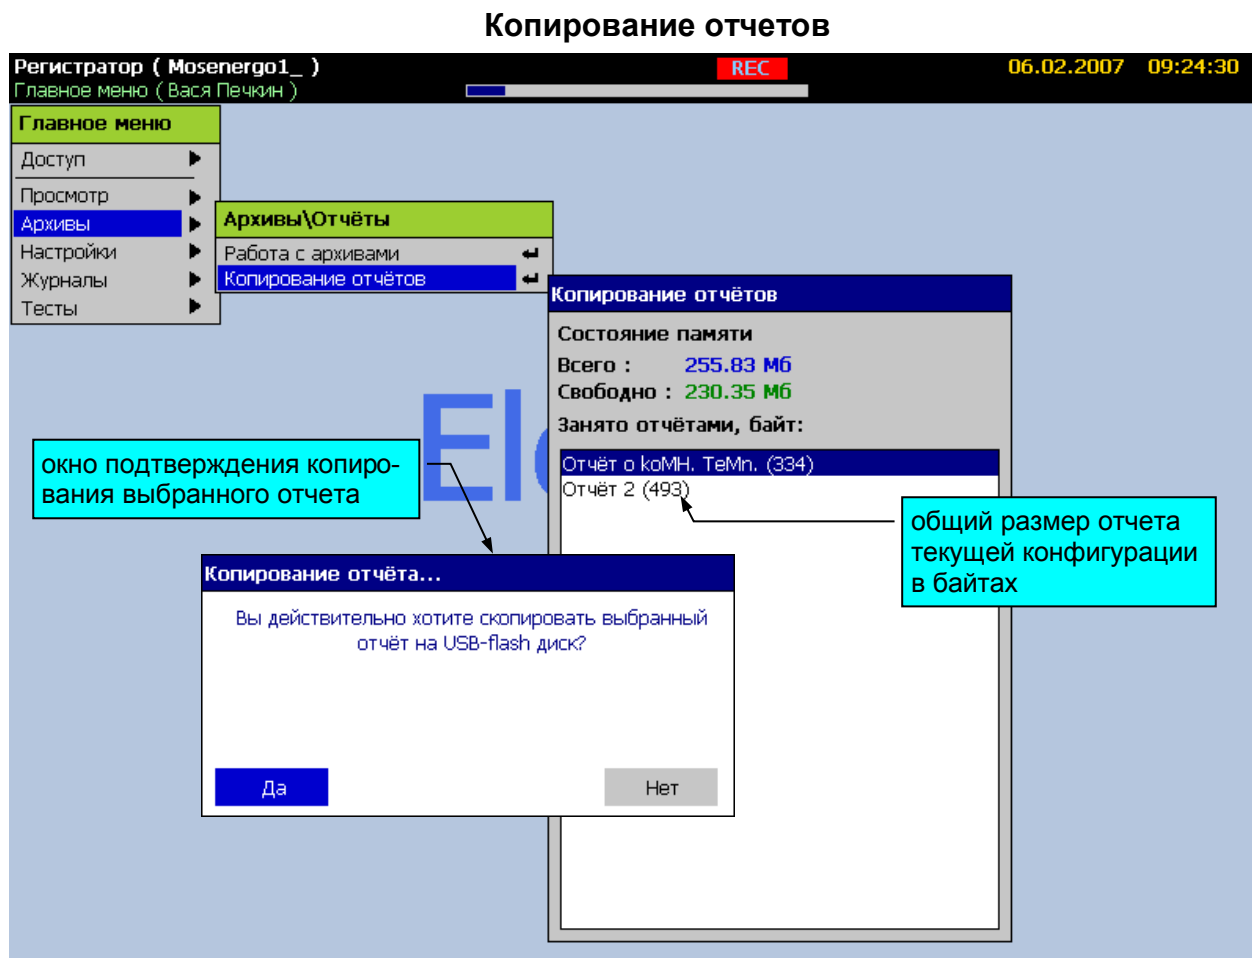 Копирование отчетов
Регистратор ( Mosenergo1_ )
REC
06.02.2007 09:24:30
Главное меню ( Вася Печкин )
Главное меню
Доступ
Просмотр
Архивы
Настройки
Журналы
Тесты
Архивы\Отчёты
Работа с архивами
Копирование отчётов
Копирование отчётов
Состояние памяти
Всего : 255.83 Мб
Свободно : 230.35 Мб
Занято отчётами, байт:
Отчёт о koMH. TeMn. (334)
Отчёт 2 (493)
окно подтверждения копиро-
вания выбранного отчета
общий размер отчета
текущей конфигурации
в байтах
Копирование отчёта...
Вы действительно хотите скопировать выбранный
отчёт на USB-flash диск?
Да
Нет